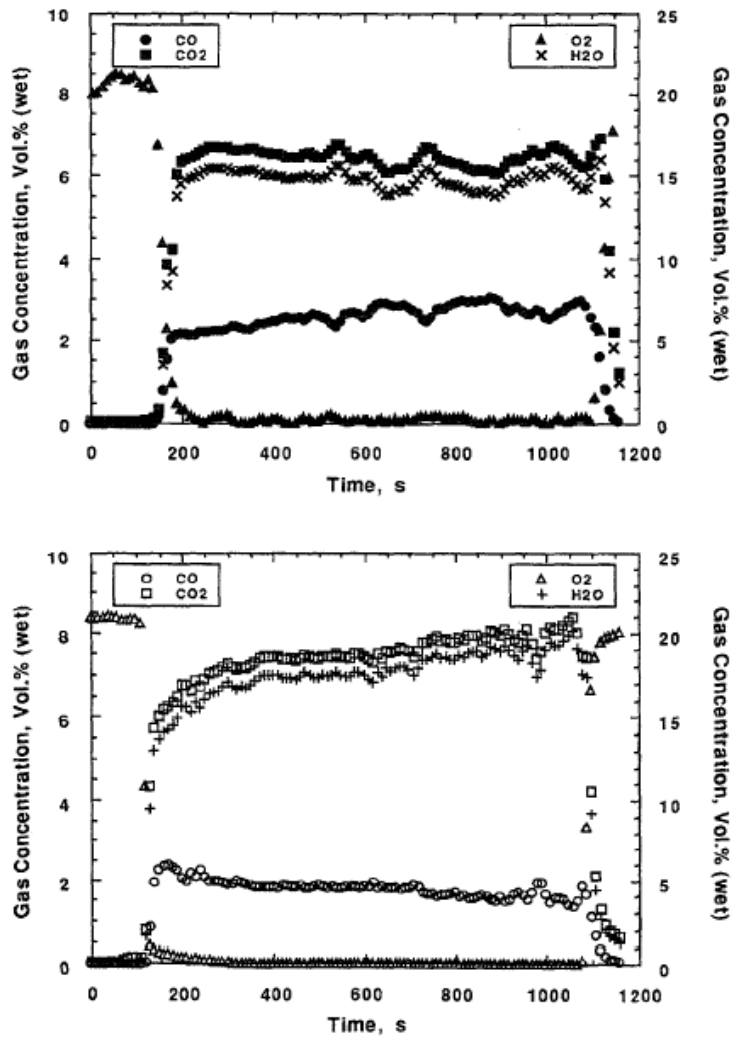 CO
CO2
O2
H2O
Gas Concentration, Vol.% (wet)
10
8
6
4
2
0
25
20
15
10
5
0
Gas Concentration, Vol.% (wet)
0 200 400 600 800 1000 1200
Time, s
CO
CO2
O2
H2O
Gas Concentration, Vol.% (wet)
10
8
6
4
2
0
25
20
15
10
5
0
Gas Concentration, Vol.% (wet)
0 200 400 600 800 1000 1200
Time, s